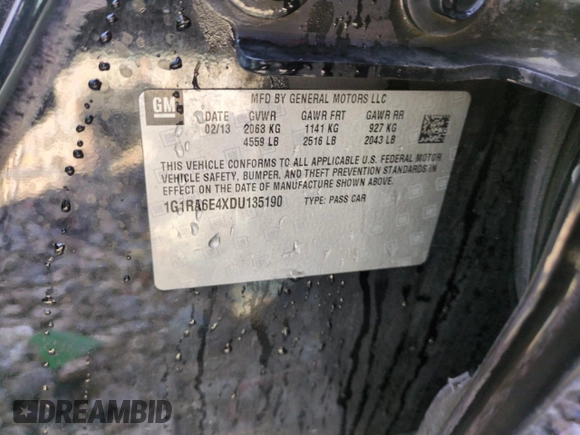 GM
MFD BY GENERAL MOTORS LLC
DATE GVWR GAWR FRT GAWR RR
02/13 2068 KG 1141 KG 927 KG
4559 LB 2516 LB 2043 LB
THIS VEHICLE CONFORMS TO ALL APPLICABLE U.S. FEDERAL MOTOR
VEHICLE SAFETY, BUMPER, AND THEFT PREVENTION STANDARDS IN
EFFECT ON THE DATE OF MANUFACTURE SHOWN ABOVE.
1G1RA6E4XDU135190 TYPE: PASS CAR
DREAMBID